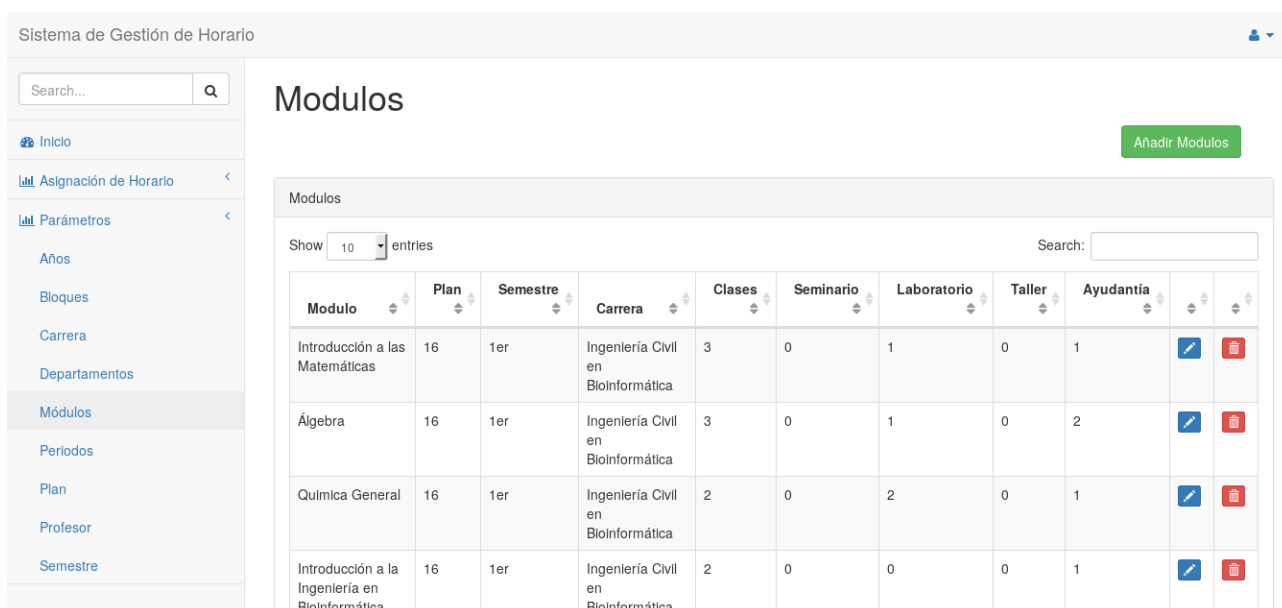 Sistema de Gestión de Horario
Search...
Inicio
Asignación de Horario
Parámetros
Años
Bloques
Carrera
Departamentos
Módulos
Periodos
Plan
Profesor
Semestre
Modulos
Añadir Modulos
Modulos
Show 10 entries Search:
Modulo Plan Semestre Carrera Clases Seminario Laboratorio Taller Ayudantía
Introducción a las Matemáticas 16 1er Ingeniería Civil en Bioinformática 3 0 1 0 1
Álgebra 16 1er Ingeniería Civil en Bioinformática 3 0 1 0 2
Quimica General 16 1er Ingeniería Civil en Bioinformática 2 0 2 0 1
Introducción a la Ingeniería en Bioinformática 16 1er Ingeniería Civil en Bioinformática 2 0 0 0 1